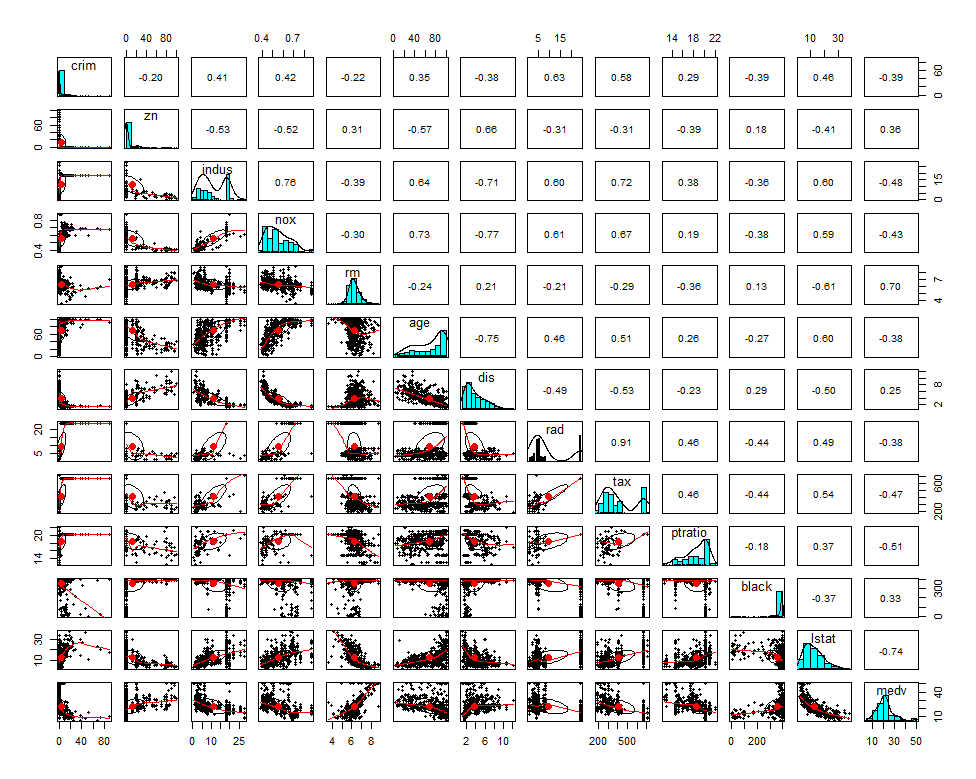 0 40 80 0.4 0.7 0 40 80 5 15 14 18 22 10 30
crim -0.20 0.41 0.42 -0.22 0.35 -0.38 0.63 0.58 0.29 -0.39 0.46 -0.39 0 60
0 60 zn -0.53 -0.52 0.31 -0.57 0.66 -0.31 -0.31 -0.39 0.18 -0.41 0.36
indus 0.76 -0.39 0.64 -0.71 0.60 0.72 0.38 -0.36 0.60 -0.48 0 15
0.4 0.8 nox -0.30 0.73 -0.77 0.61 0.67 0.19 -0.38 0.59 -0.43
rm -0.24 0.21 -0.21 -0.29 -0.36 0.13 -0.61 0.70 4 7
0 60 age -0.75 0.46 0.51 0.26 -0.27 0.60 -0.38
dis -0.49 -0.53 -0.23 0.29 -0.50 0.25 2 8
5 20 rad 0.91 0.46 -0.44 0.49 -0.38
tax 0.46 -0.44 0.54 -0.47 200 600
14 20 ptratio -0.18 0.37 -0.51
black -0.37 0.33 0 300
10 30 lstat -0.74
medv 10 40
0 40 80 0 10 25 4 6 8 2 6 10 200 500 0 200 10 30 50